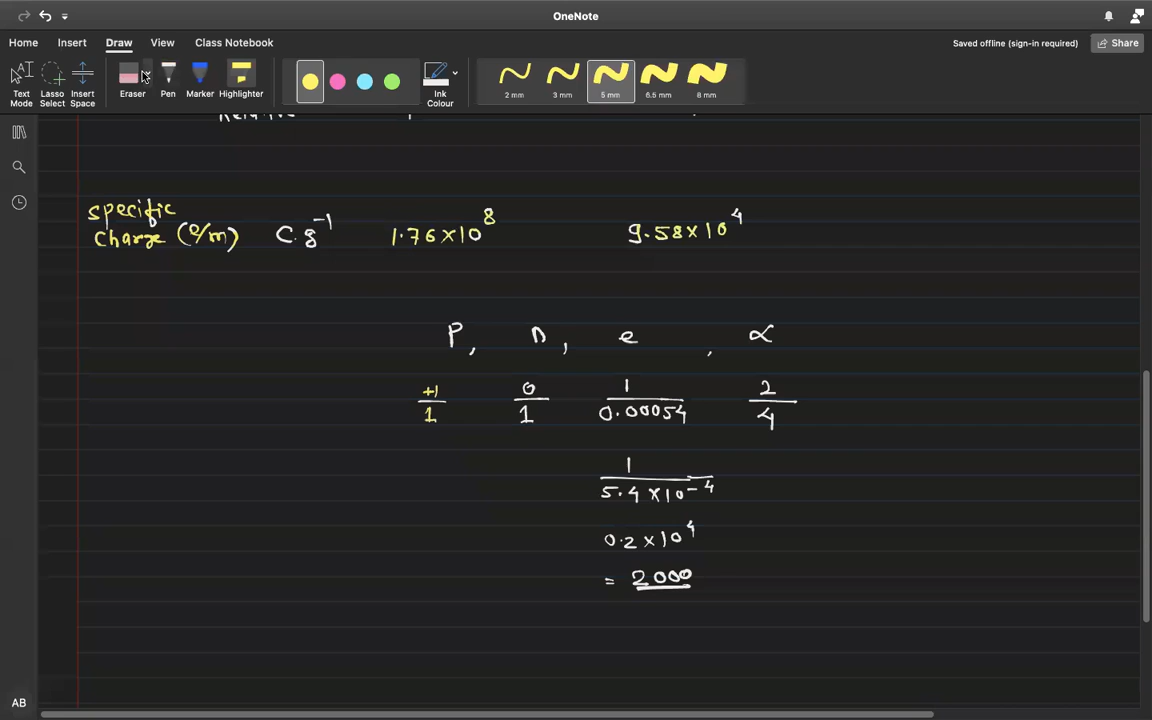 OneNote
Home Insert Draw View Class Notebook
Saved offline (sign-in required) Share
Text Mode Lasso Select Insert Space Eraser Pen Marker Highlighter Ink Colour 2 mm 3 mm 5 mm 6.5 mm 8 mm
Relative
specific
charge (e/m) C.g⁻¹ 1.76×10⁸ 9.58×10⁴
P, n, e, α
+1/1 0/1 1/0.00054 2/4
1/5.4×10⁻⁴
0.2×10⁴
= 2000
AB